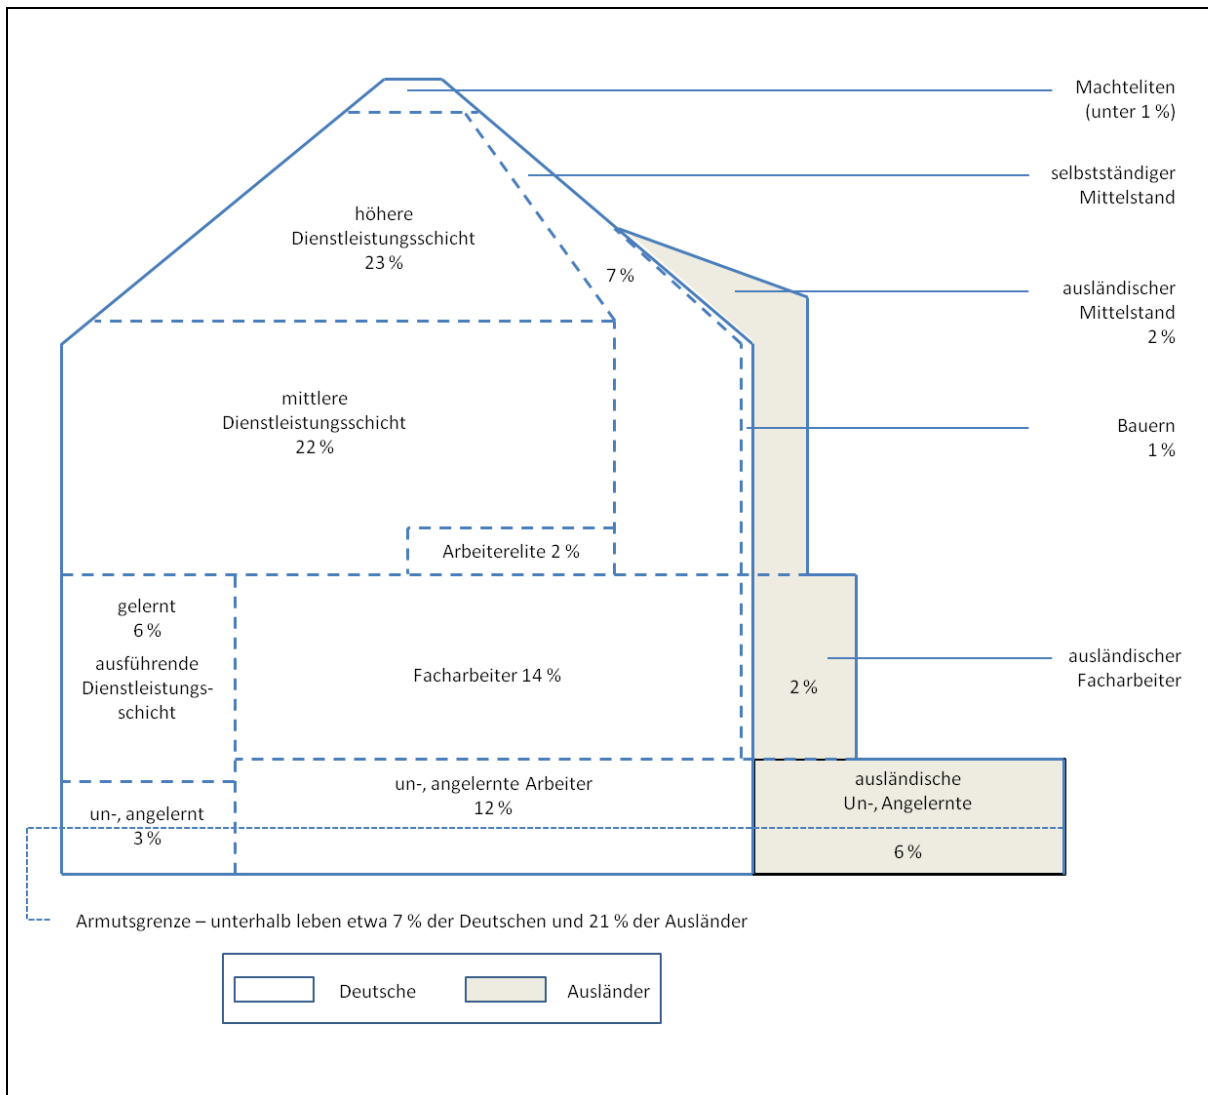 Machteliten
(unter 1 %)
selbstständiger
Mittelstand
höhere
Dienstleistungsschicht
23 %
7 %
ausländischer
Mittelstand
2 %
mittlere
Dienstleistungsschicht
22 %
Bauern
1 %
Arbeiterelite 2 %
gelernt
6 %
ausführende
Dienstleistungs-
schicht
Facharbeiter 14 %
2 %
ausländischer
Facharbeiter
un-, angelernt
3 %
un-, angelernte Arbeiter
12 %
ausländische
Un-, Angelernte
6 %
Armutsgrenze – unterhalb leben etwa 7 % der Deutschen und 21 % der Ausländer
Deutsche
Ausländer